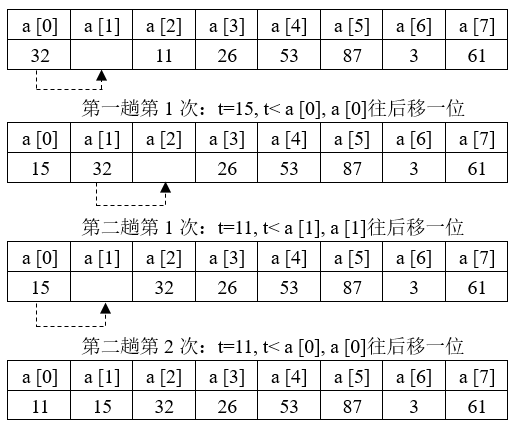 a [0] a [1] a [2] a [3] a [4] a [5] a [6] a [7]
32 11 26 53 87 3 61
第一趟第 1 次：t=15, t< a [0], a [0]往后移一位
a [0] a [1] a [2] a [3] a [4] a [5] a [6] a [7]
15 32 26 53 87 3 61
第二趟第 1 次：t=11, t< a [1], a [1]往后移一位
a [0] a [1] a [2] a [3] a [4] a [5] a [6] a [7]
15 32 26 53 87 3 61
第二趟第 2 次：t=11, t< a [0], a [0]往后移一位
a [0] a [1] a [2] a [3] a [4] a [5] a [6] a [7]
11 15 32 26 53 87 3 61